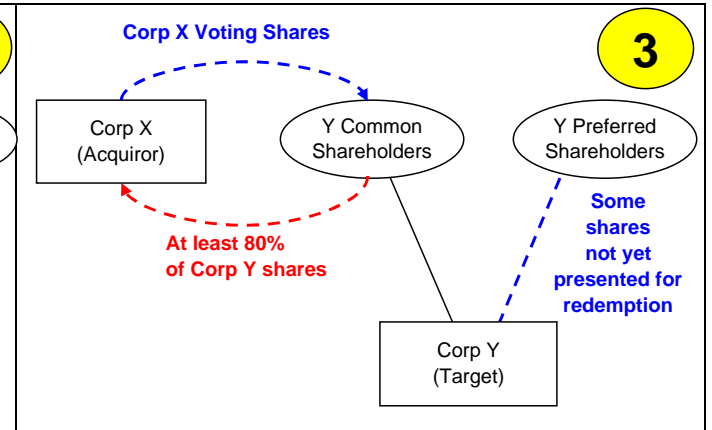 Corp X Voting Shares
3
Corp X
(Acquiror)
Y Common
Shareholders
Y Preferred
Shareholders
At least 80%
of Corp Y shares
Some
shares
not yet
presented for
redemption
Corp Y
(Target)